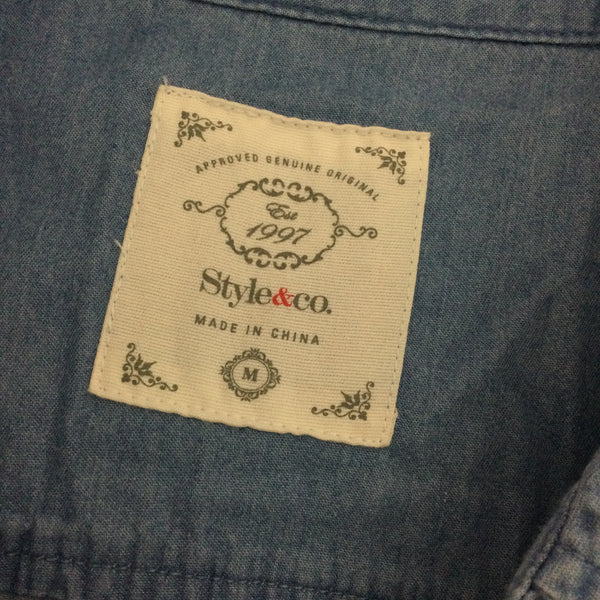 APPROVED GENUINE ORIGINAL
Est
1997
Style&co.
MADE IN CHINA
M